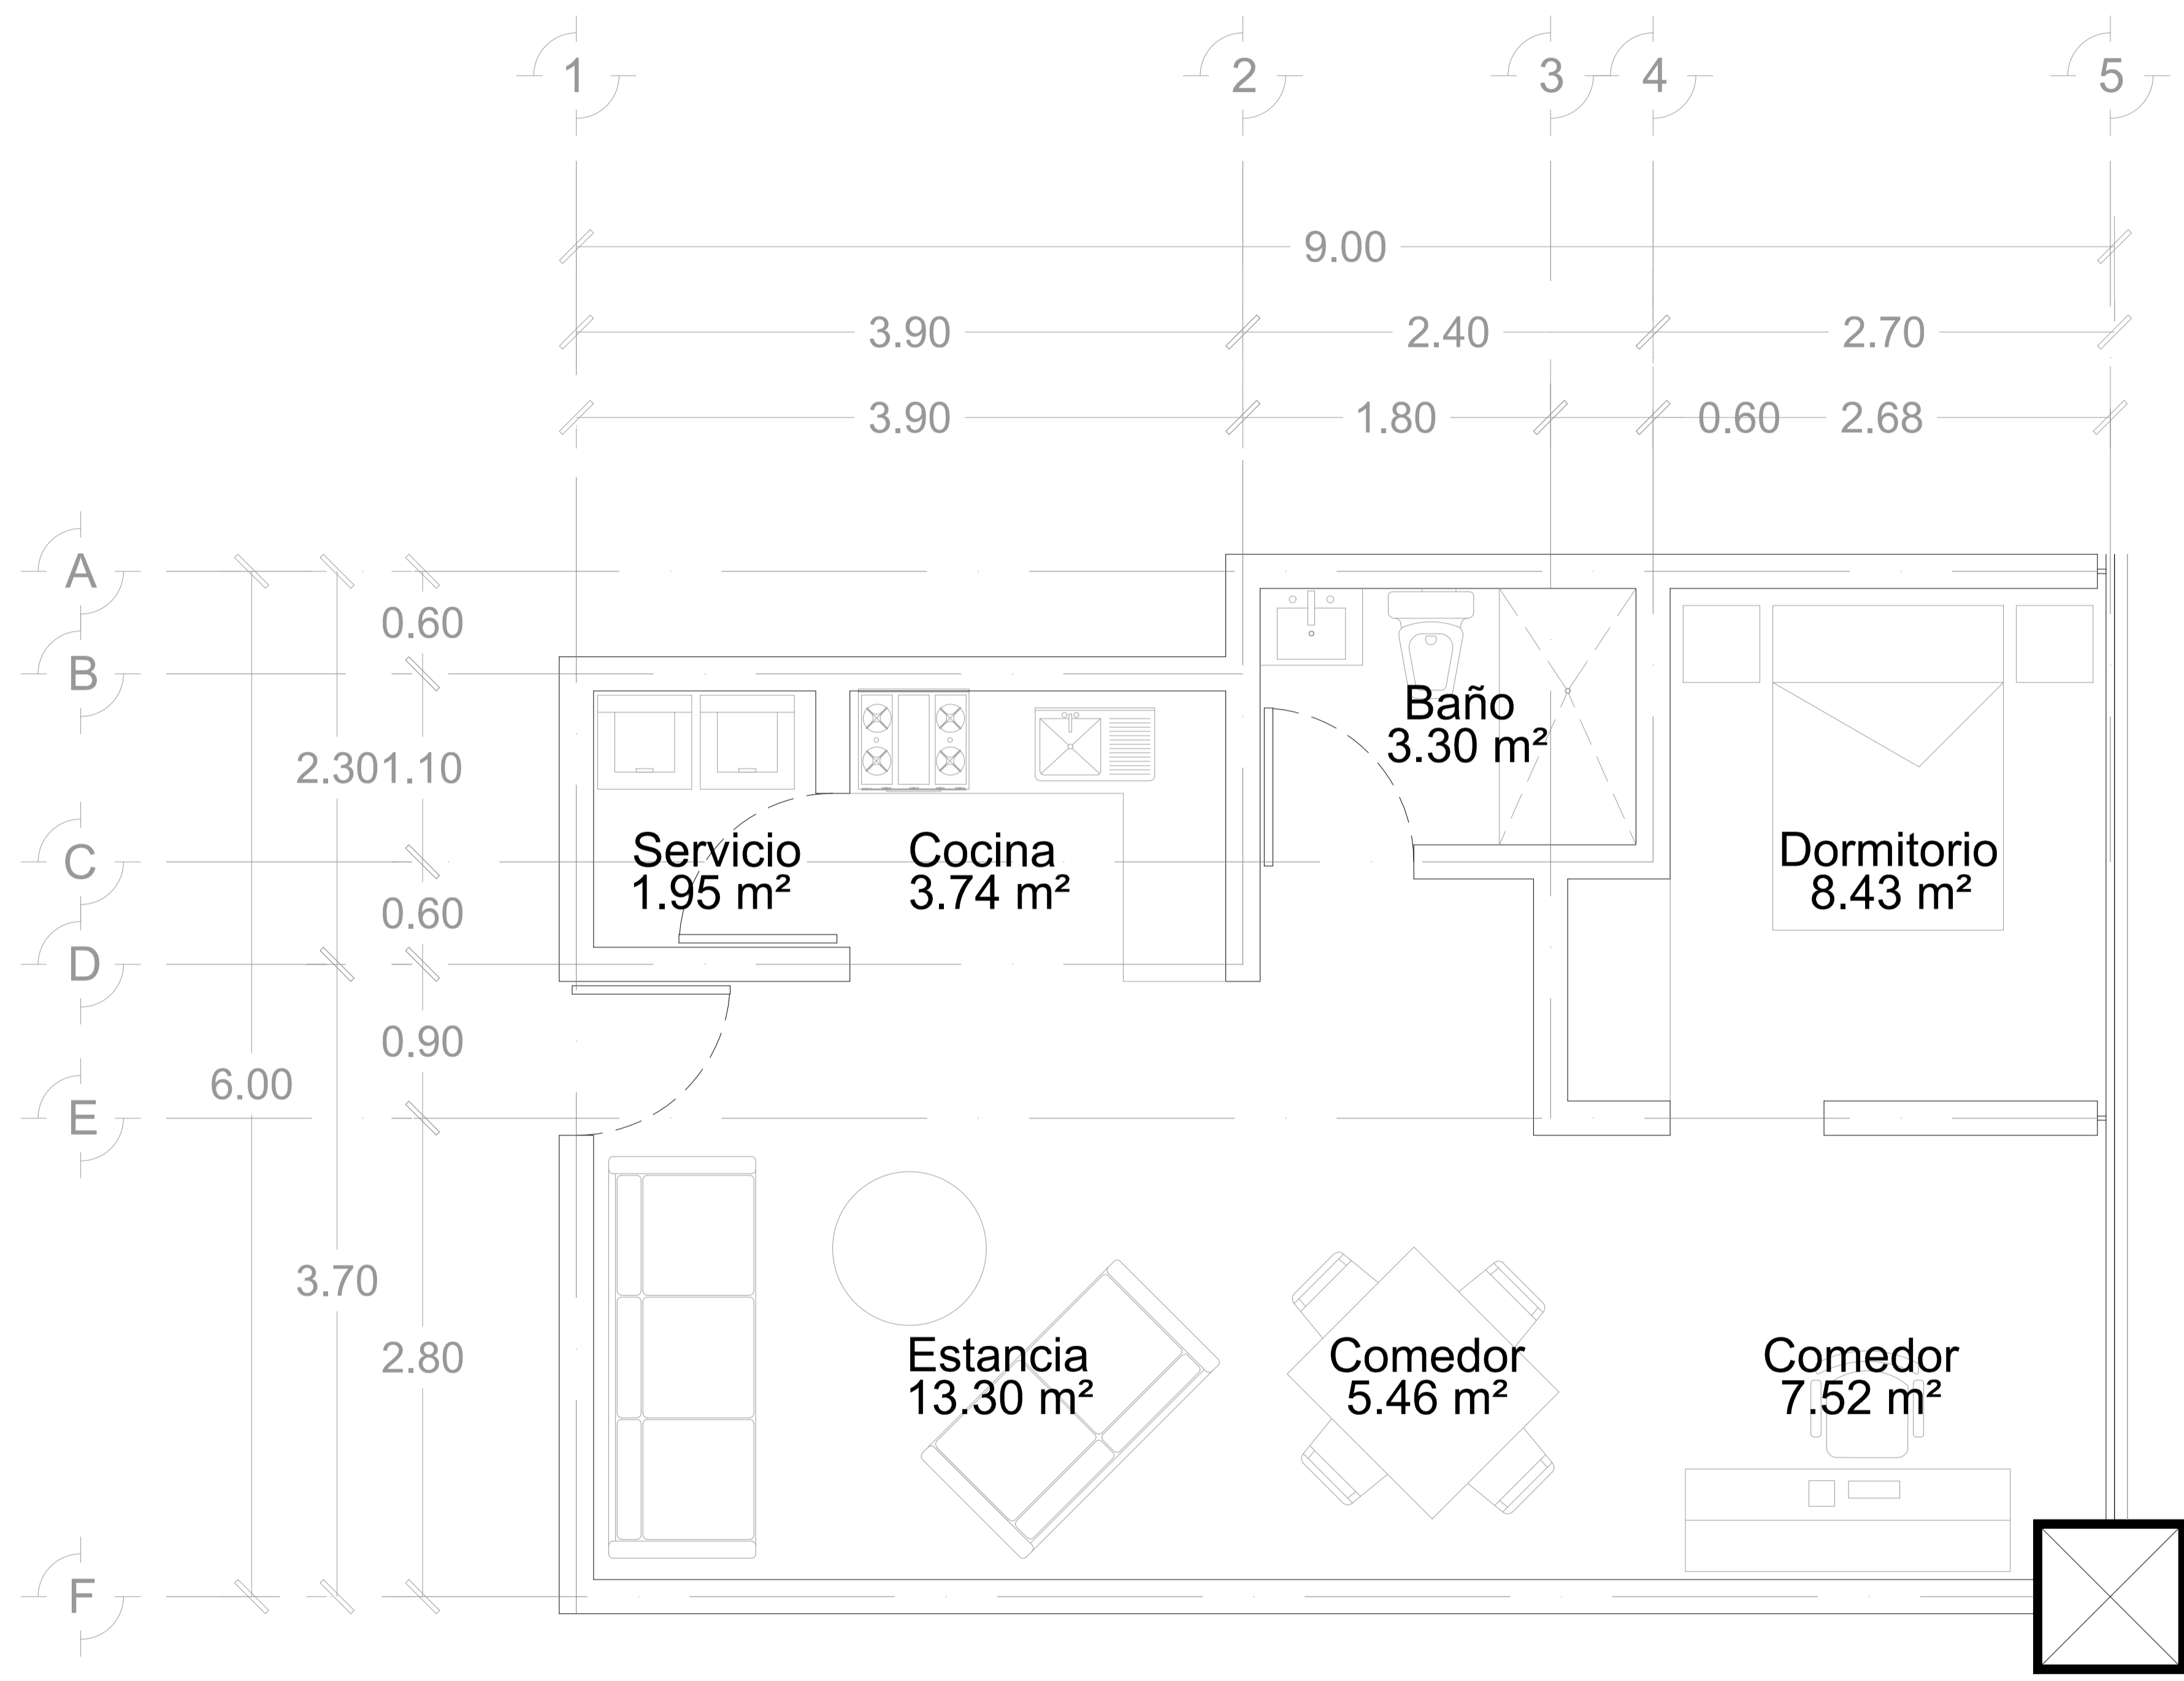 1
2
3
4
5
9.00
3.90
2.40
2.70
3.90
1.80
0.60
2.68
A
0.60
B
2.30
1.10
C
0.60
D
0.90
6.00
E
3.70
2.80
F
Baño
3.30 m²
Servicio
1.95 m²
Cocina
3.74 m²
Dormitorio
8.43 m²
Estancia
13.30 m²
Comedor
5.46 m²
Comedor
7.52 m²